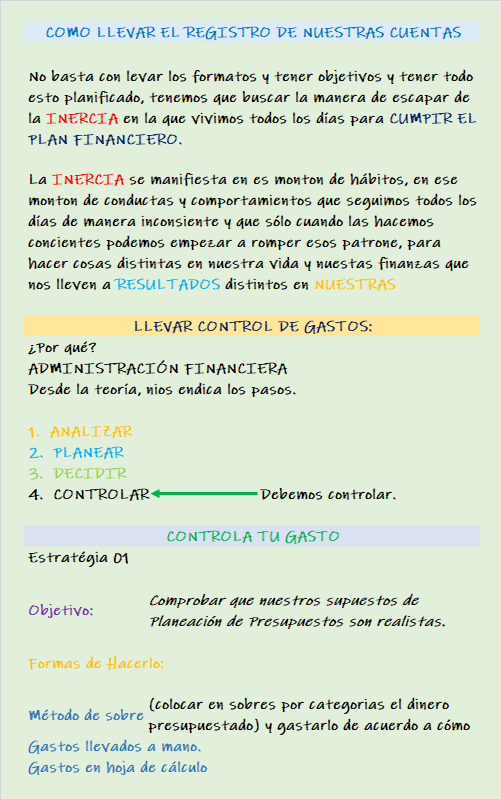 COMO LLEVAR EL REGISTRO DE NUESTRAS CUENTAS
No basta con levar los formatos y tener objetivos y tener todo
esto planificado, tenemos que buscar la manera de escapar de
la INERCIA en la que vivimos todos los días para CUMPIR EL
PLAN FINANCIERO.
La INERCIA se manifiesta en es monton de hábitos, en ese
monton de conductas y comportamientos que seguimos todos los
días de manera inconsiente y que sólo cuando las hacemos
concientes podemos empezar a romper esos patrone, para
hacer cosas distintas en nuestra vida y nuestas finanzas que
nos lleven a RESULTADOS distintos en NUESTRAS
LLEVAR CONTROL DE GASTOS:
¿Por qué?
ADMINISTRACIÓN FINANCIERA
Desde la teoría, nios endica los pasos.
1. ANALIZAR
2. PLANEAR
3. DECIDIR
4. CONTROLAR Debemos controlar.
CONTROLA TU GASTO
Estratégia 01
Objetivo: Comprobar que nuestros supuestos de
Planeación de Presupuestos son realistas.
Formas de Hacerlo:
Método de sobre (colocar en sobres por categorias el dinero
presupuestado) y gastarlo de acuerdo a cómo
Gastos llevados a mano.
Gastos en hoja de cálculo